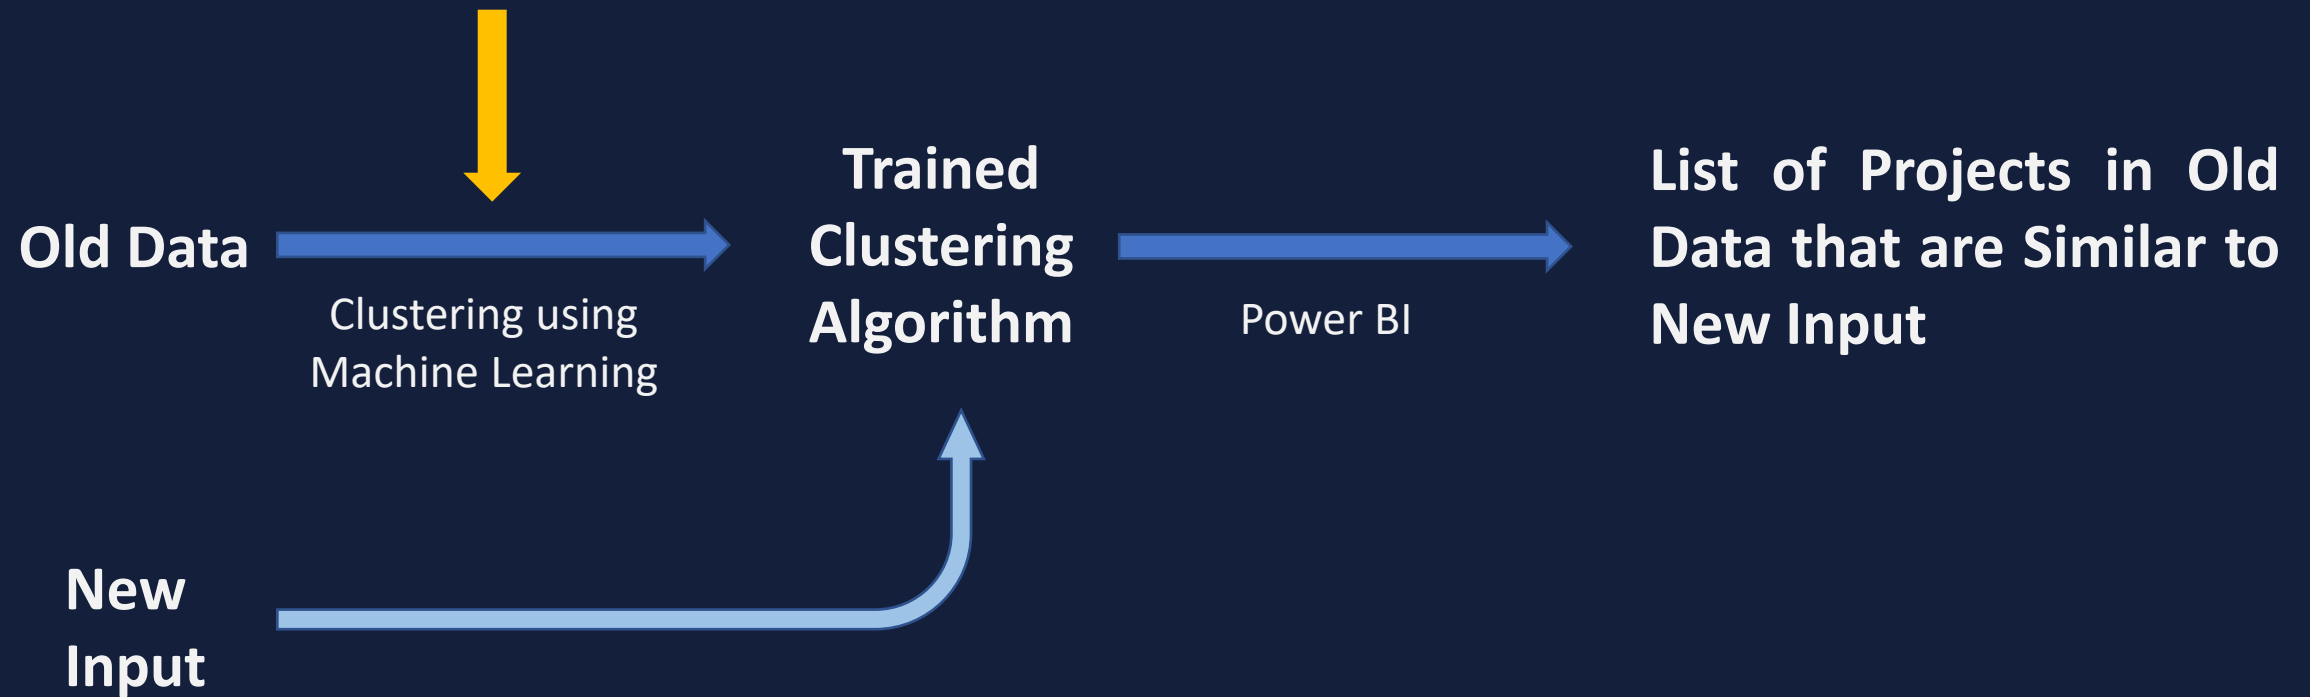 Old Data
Clustering using
Machine Learning
Trained
Clustering
Algorithm
Power BI
List of Projects in Old
Data that are Similar to
New Input
New
Input